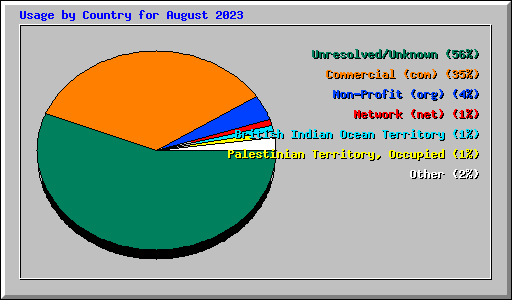 Usage by Country for August 2023
Unresolved/Unknown (56%)
Commercial (com) (35%)
Non-Profit (org) (4%)
Network (net) (1%)
British Indian Ocean Territory (1%)
Palestinian Territory, Occupied (1%)
Other (2%)